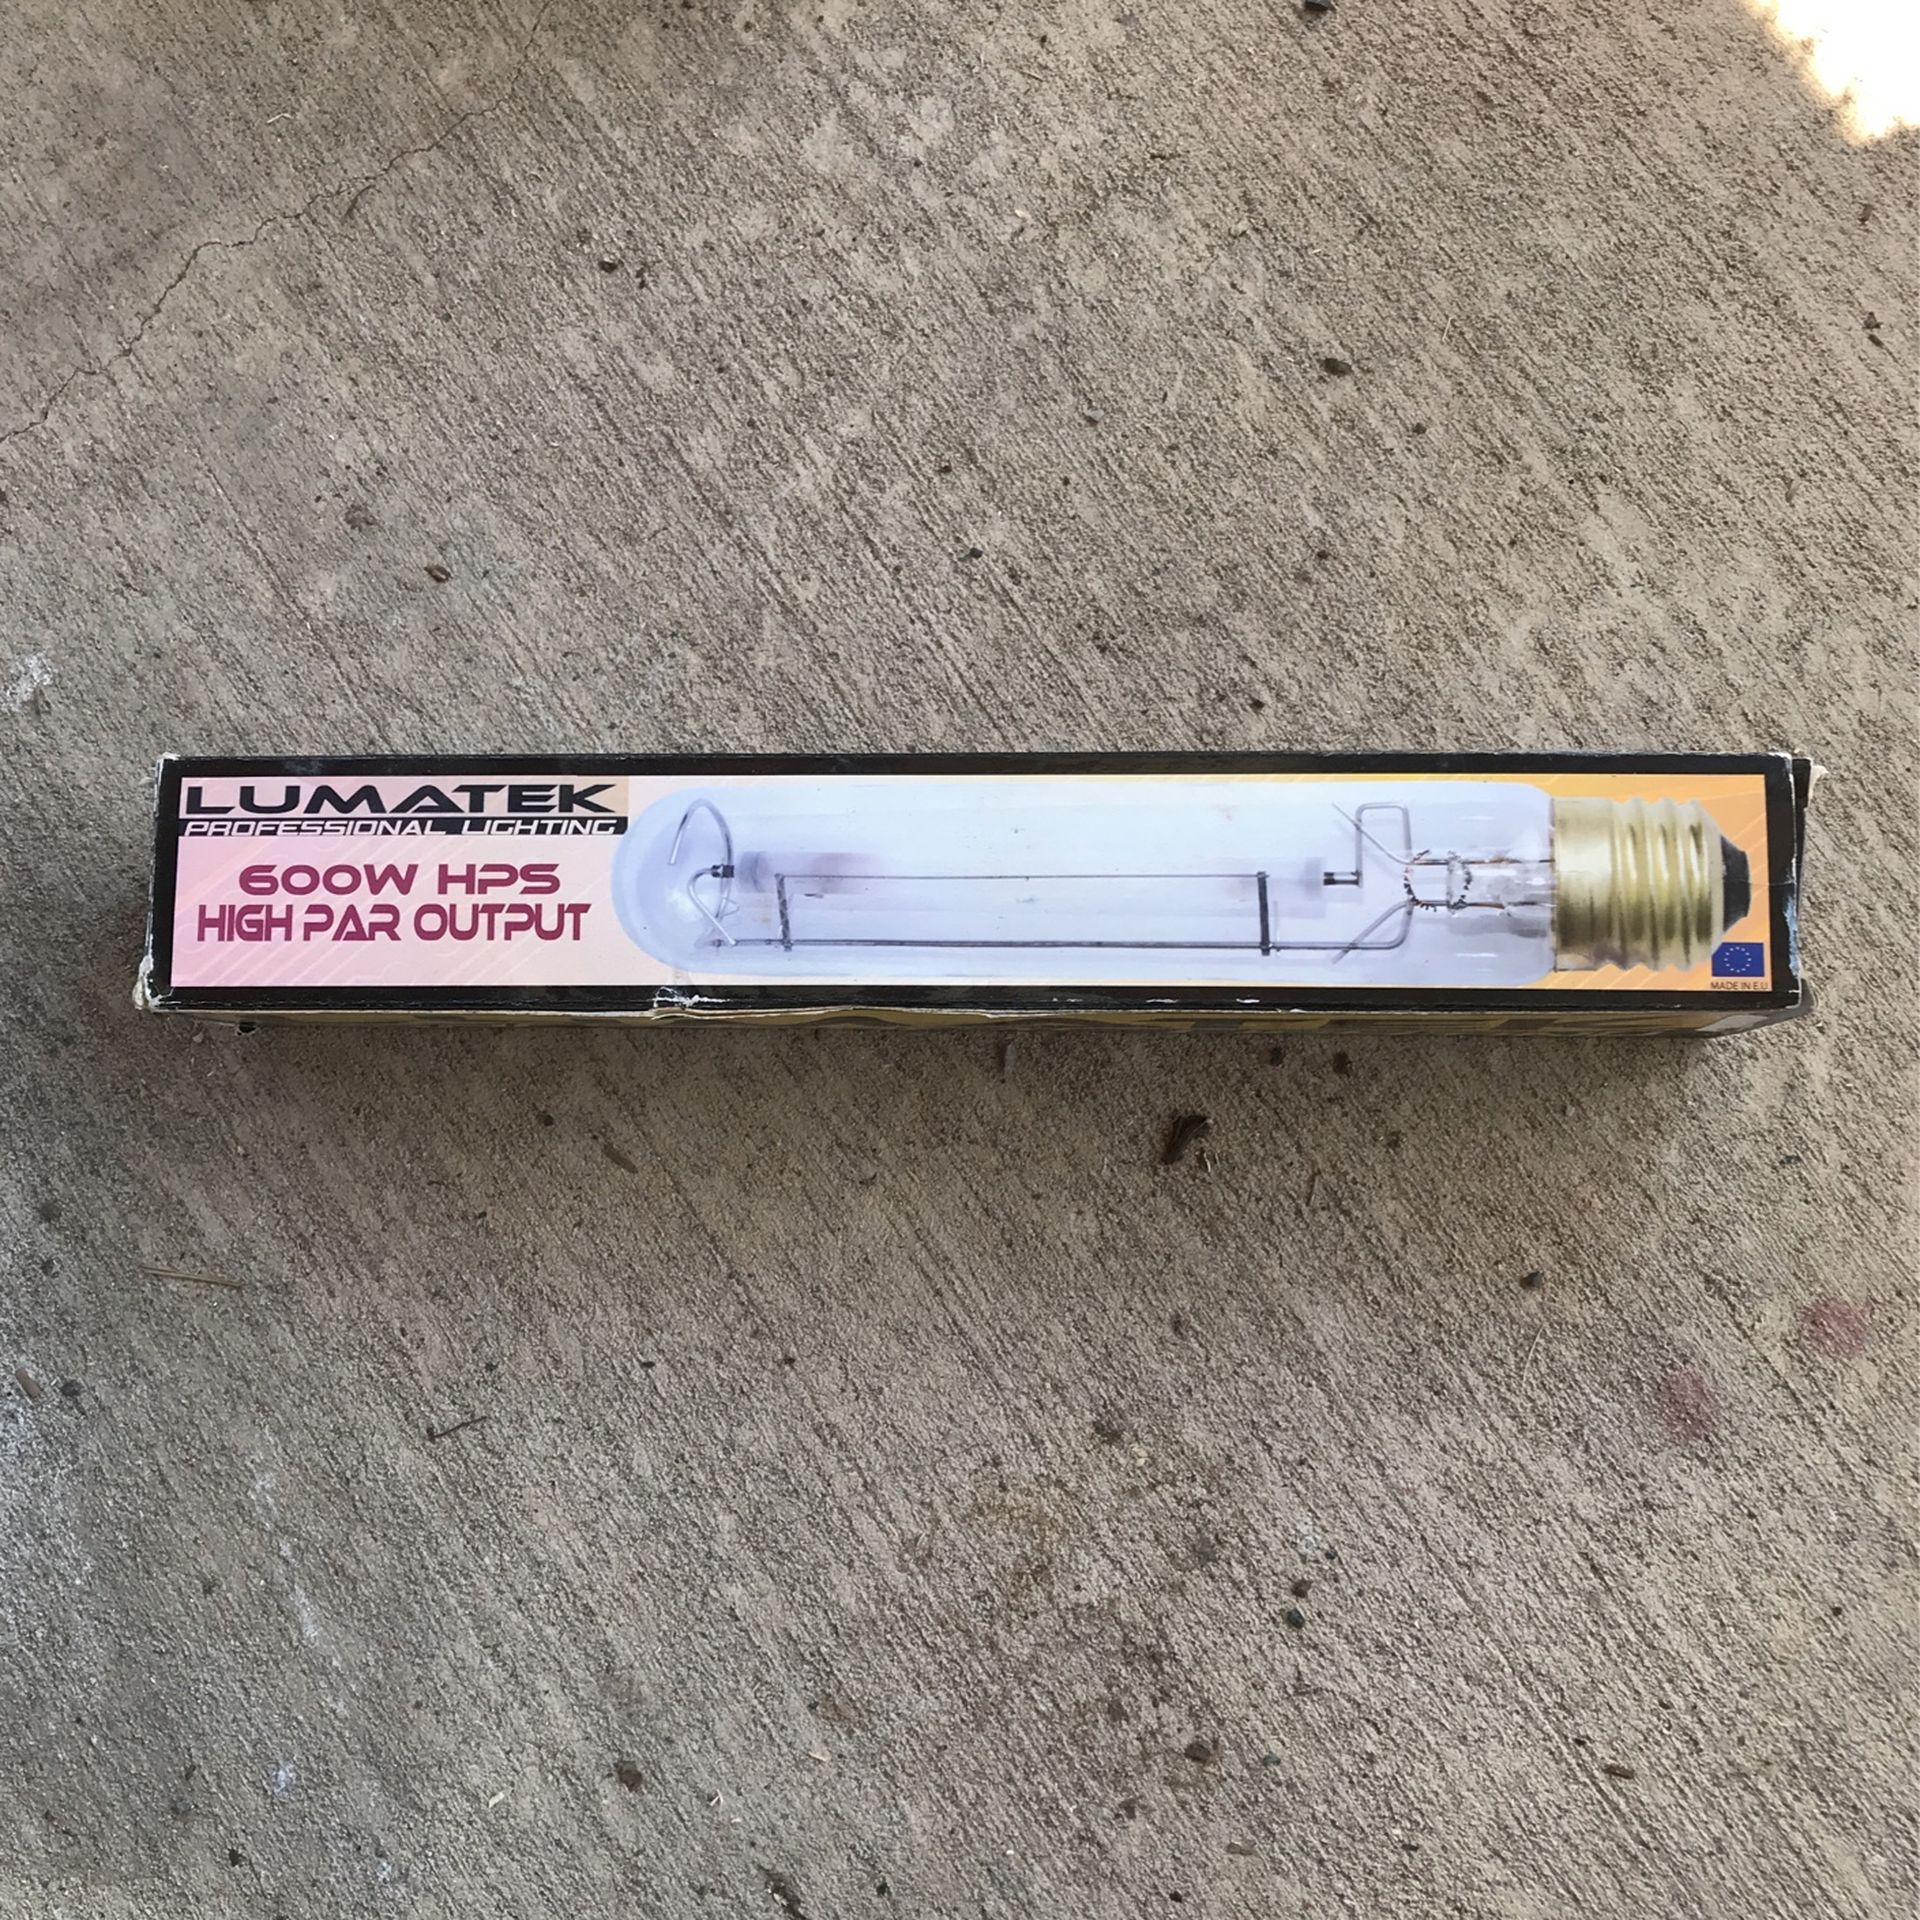 LUMATEK
PROFESSIONAL LIGHTING
600W HPS
HIGH PAR OUTPUT
MADE IN E.U